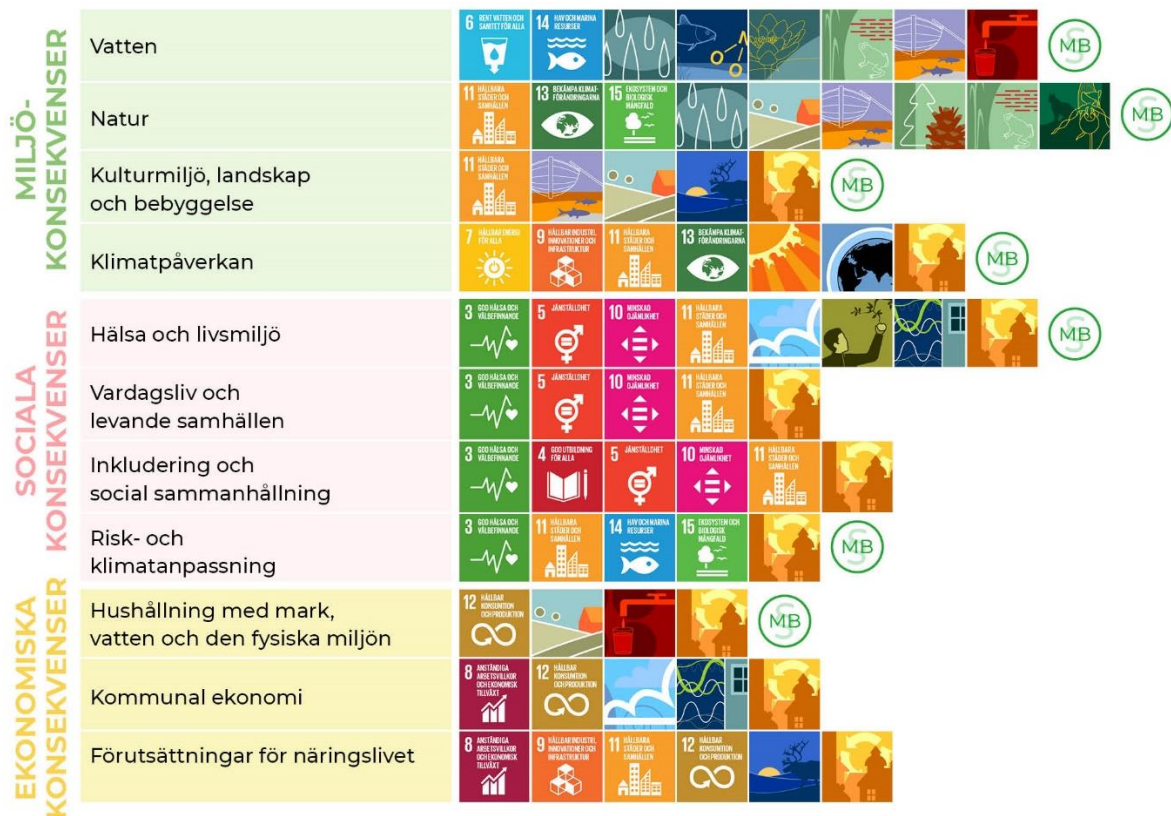 MILJÖ-
KONSEKVENSER
Vatten
6 RENT VATTEN OCH
SANITET FÖR ALLA
14 HAV OCH MARINA
RESURSER
MB
S
Natur
11 HÅLLBARA
STÄDER OCH
SAMHÄLLEN
13 BEKÄMPA KLIMAT-
FÖRÄNDRINGARNA
15 EKOSYSTEM OCH
BIOLOGISK
MÅNGFALD
MB
S
Kulturmiljö, landskap
och bebyggelse
11 HÅLLBARA
STÄDER OCH
SAMHÄLLEN
MB
S
Klimatpåverkan
7 HÅLLBAR ENERGI
FÖR ALLA
9 HÅLLBAR INDUSTRI,
INNOVATIONER OCH
INFRASTRUKTUR
11 HÅLLBARA
STÄDER OCH
SAMHÄLLEN
13 BEKÄMPA KLIMAT-
FÖRÄNDRINGARNA
MB
S
SOCIALA
KONSEKVENSER
Hälsa och livsmiljö
3 GOD HÄLSA OCH
VÄLBEFINNANDE
5 JÄMSTÄLLDHET
10 MINSKAD
OJÄMLIKHET
11 HÅLLBARA
STÄDER OCH
SAMHÄLLEN
MB
S
Vardagsliv och
levande samhällen
3 GOD HÄLSA OCH
VÄLBEFINNANDE
5 JÄMSTÄLLDHET
10 MINSKAD
OJÄMLIKHET
11 HÅLLBARA
STÄDER OCH
SAMHÄLLEN
Inkludering och
social sammanhållning
3 GOD HÄLSA OCH
VÄLBEFINNANDE
4 GOD UTBILDNING
FÖR ALLA
5 JÄMSTÄLLDHET
10 MINSKAD
OJÄMLIKHET
11 HÅLLBARA
STÄDER OCH
SAMHÄLLEN
Risk- och
klimatanpassning
3 GOD HÄLSA OCH
VÄLBEFINNANDE
11 HÅLLBARA
STÄDER OCH
SAMHÄLLEN
14 HAV OCH MARINA
RESURSER
15 EKOSYSTEM OCH
BIOLOGISK
MÅNGFALD
MB
S
EKONOMISKA
KONSEKVENSER
Hushållning med mark,
vatten och den fysiska miljön
12 HÅLLBAR
KONSUMTION
OCH PRODUKTION
MB
S
Kommunal ekonomi
8 ANSTÄNDIGA
ARBETSVILLKOR
OCH EKONOMISK
TILLVÄXT
12 HÅLLBAR
KONSUMTION
OCH PRODUKTION
Förutsättningar för näringslivet
8 ANSTÄNDIGA
ARBETSVILLKOR
OCH EKONOMISK
TILLVÄXT
9 HÅLLBAR INDUSTRI,
INNOVATIONER OCH
INFRASTRUKTUR
11 HÅLLBARA
STÄDER OCH
SAMHÄLLEN
12 HÅLLBAR
KONSUMTION
OCH PRODUKTION